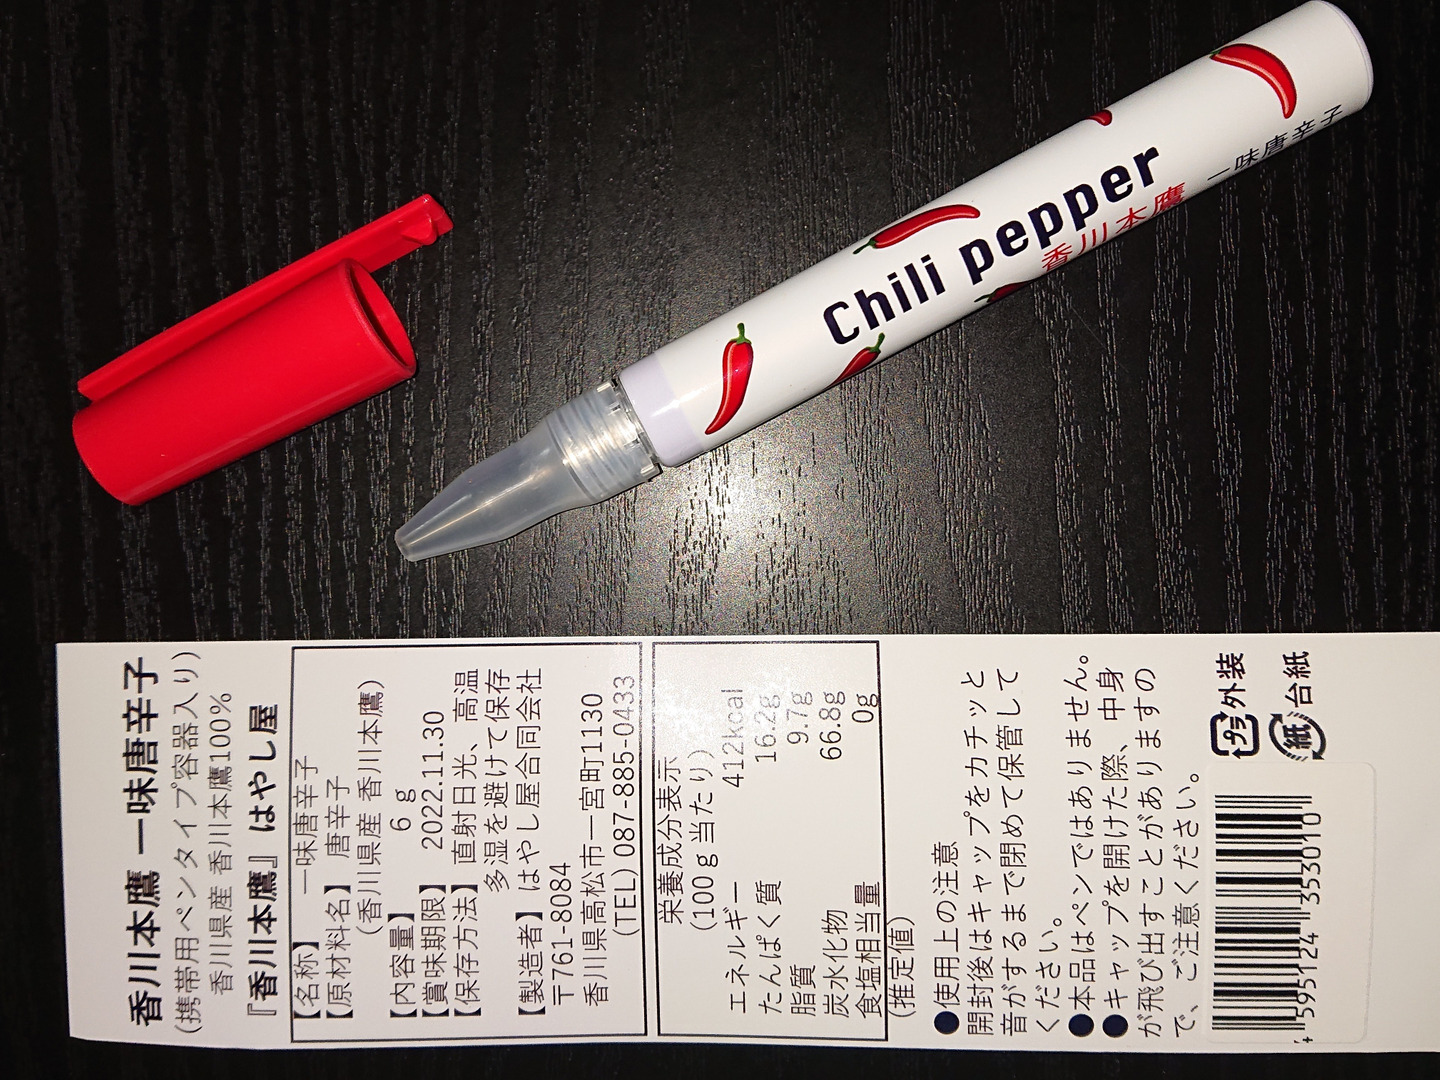 Chili pepper
香川本鷹
一味唐辛子
香川本鷹 一味唐辛子
(携帯用ペンタイプ容器入り)
香川県産 香川本鷹100%
『香川本鷹』はやし屋
【名称】 一味唐辛子
【原材料名】 唐辛子
(香川県産 香川本鷹)
【内容量】 6g
【賞味期限】 2022.11.30
【保存方法】 直射日光、高温
多湿を避けて保存
【製造者】 はやし屋合同会社
〒761-8084
香川県高松市一宮町1130
(TEL) 087-885-0433
栄養成分表示
(100g当たり)
エネルギー 412kcal
たんぱく質 16.2g
脂質 9.7g
炭水化物 66.8g
食塩相当量 0g
(推定値)
●使用上の注意
開封後はキャップをカチッと
音がするまで閉めて保管して
ください。
●本品はペンではありません。
●キャップを開けた際、中身
が飛び出すことがありますの
で、ご注意ください。
プラ 外装
紙 台紙
4 595124 353010